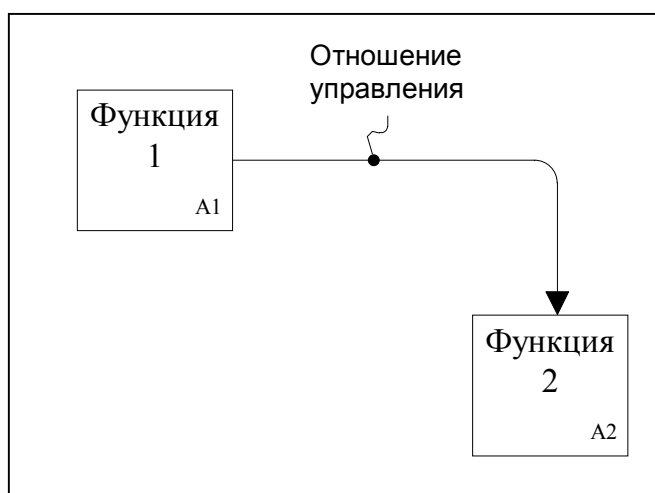 Отношение
управления
Функция
1
A1
Функция
2
A2